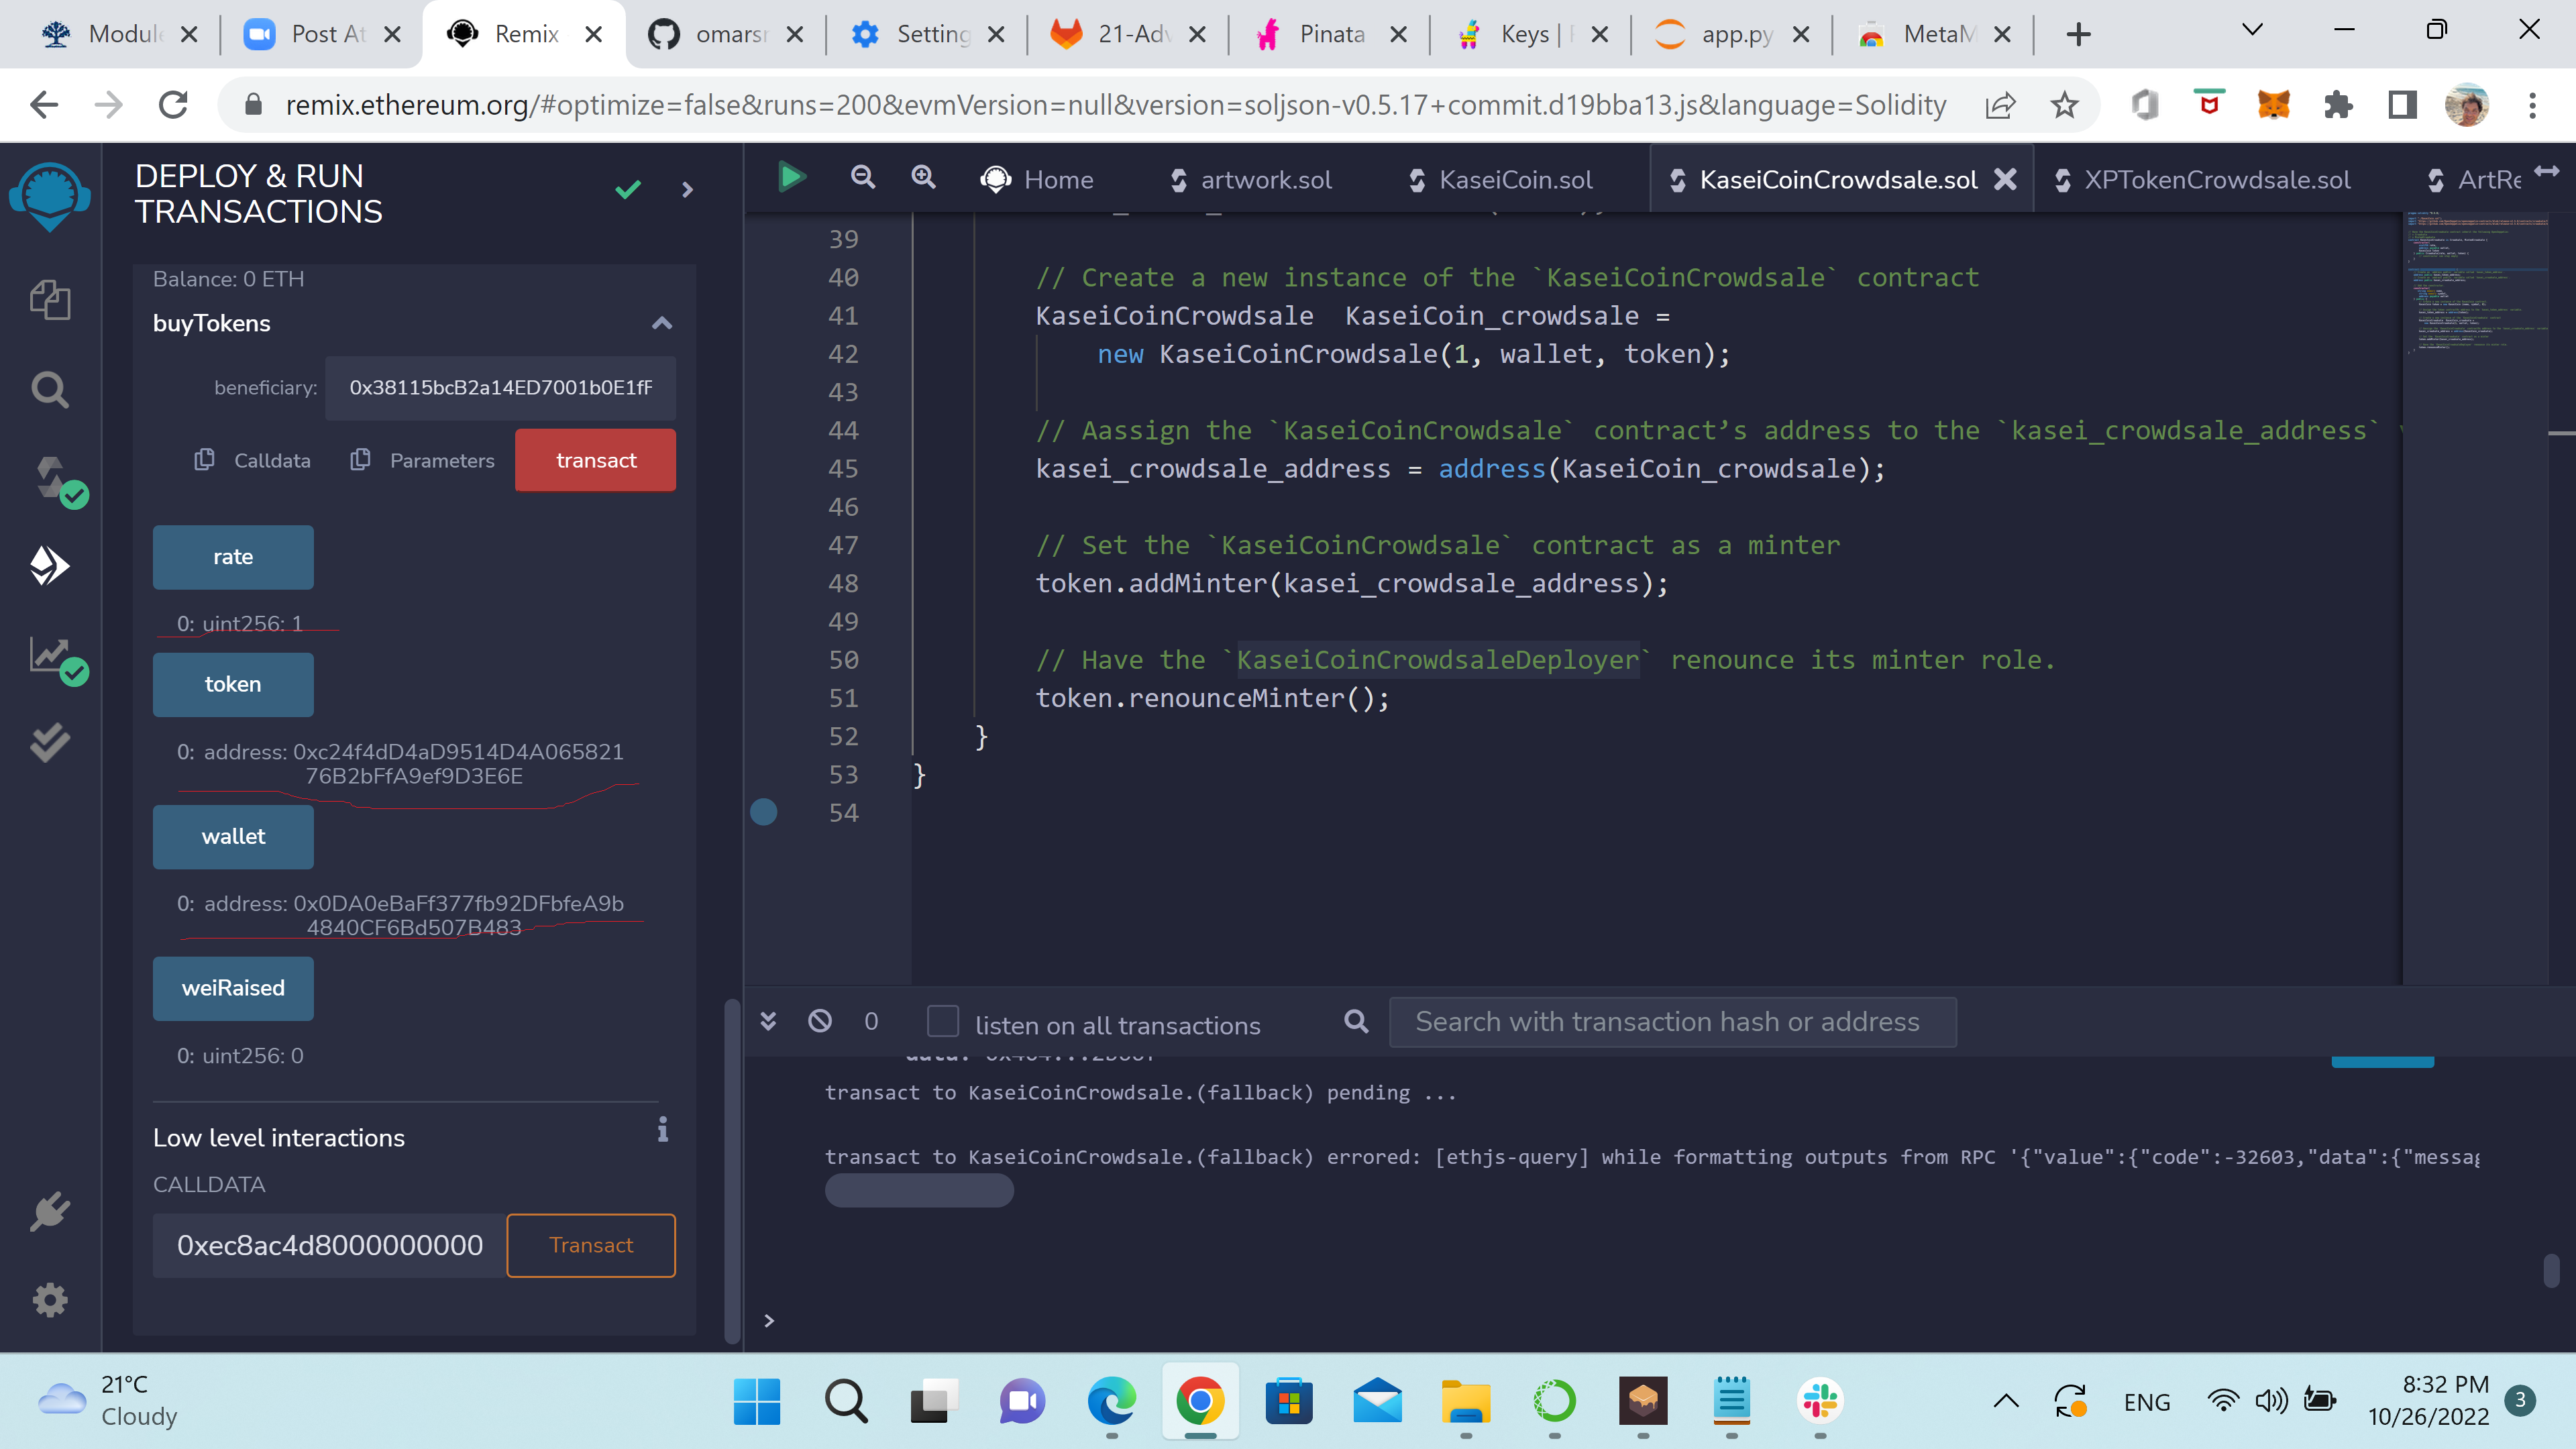 Module
Post At
Remix
omarsr
Setting
21-Adv
Pinata
Keys |
app.py
MetaM
remix.ethereum.org/#optimize=false&runs=200&evmVersion=null&version=soljson-v0.5.17+commit.d19bba13.js&language=Solidity
DEPLOY & RUN
TRANSACTIONS
Balance: 0 ETH
buyTokens
beneficiary: 0x38115bcB2a14ED7001b0E1fF
Calldata Parameters transact
rate
0: uint256: 1
token
0: address: 0xc24f4dD4aD9514D4A065821
76B2bFfA9ef9D3E6E
wallet
0: address: 0x0DA0eBaFf377fb92DFbfeA9b
4840CF6Bd507B483
weiRaised
0: uint256: 0
Low level interactions
CALLDATA
0xec8ac4d8000000000 Transact
Home artwork.sol KaseiCoin.sol KaseiCoinCrowdsale.sol XPTokenCrowdsale.sol ArtRe
39
40 // Create a new instance of the `KaseiCoinCrowdsale` contract
41 KaseiCoinCrowdsale  KaseiCoin_crowdsale =
42 new KaseiCoinCrowdsale(1, wallet, token);
43
44 // Aassign the `KaseiCoinCrowdsale` contract’s address to the `kasei_crowdsale_address`
45 kasei_crowdsale_address = address(KaseiCoin_crowdsale);
46
47 // Set the `KaseiCoinCrowdsale` contract as a minter
48 token.addMinter(kasei_crowdsale_address);
49
50 // Have the `KaseiCoinCrowdsaleDeployer` renounce its minter role.
51 token.renounceMinter();
52 }
53 }
54
0 listen on all transactions Search with transaction hash or address
transact to KaseiCoinCrowdsale.(fallback) pending ...
transact to KaseiCoinCrowdsale.(fallback) errored: [ethjs-query] while formatting outputs from RPC '{"value":{"code":-32603,"data":{"messag
>
21°C
Cloudy
ENG
8:32 PM
10/26/2022
3